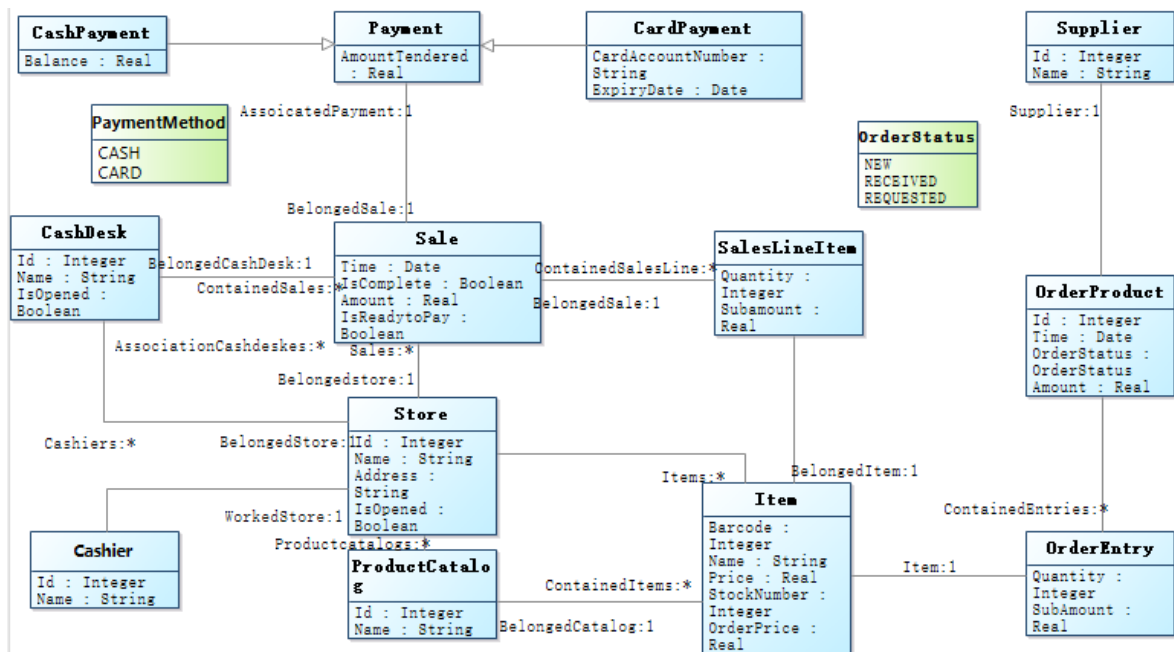 CashPayment
Balance : Real
Payment
AmountTendered
: Real
CardPayment
CardAccountNumber :
String
ExpiryDate : Date
Supplier
Id : Integer
Name : String
AssoicatedPayment:1
Supplier:1
PaymentMethod
CASH
CARD
OrderStatus
NEW
RECEIVED
REQUESTED
BelongedSale:1
CashDesk
Id : Integer
Name : String
IsOpened :
Boolean
BelongedCashDesk:1
ContainedSales:*
Sale
Time : Date
IsComplete : Boolean
Amount : Real
IsReadytoPay :
Boolean
ContainedSalesLine:*
BelongedSale:1
SalesLineItem
Quantity :
Integer
Subamount :
Real
OrderProduct
Id : Integer
Time : Date
OrderStatus :
OrderStatus
Amount : Real
AssociationCashdeskes:*
Sales:*
Belongedstore:1
Store
Id : Integer
Name : String
Address :
String
IsOpened :
Boolean
Cashiers:*
BelongedStore:1
Items:*
BelongedItem:1
WorkedStore:1
Cashier
Id : Integer
Name : String
Productcatalogs:*
ProductCatalo
g
Id : Integer
Name : String
ContainedItems:*
BelongedCatalog:1
Item
Barcode :
Integer
Name : String
Price : Real
StockNumber :
Integer
OrderPrice :
Real
Item:1
ContainedEntries:*
OrderEntry
Quantity :
Integer
SubAmount :
Real